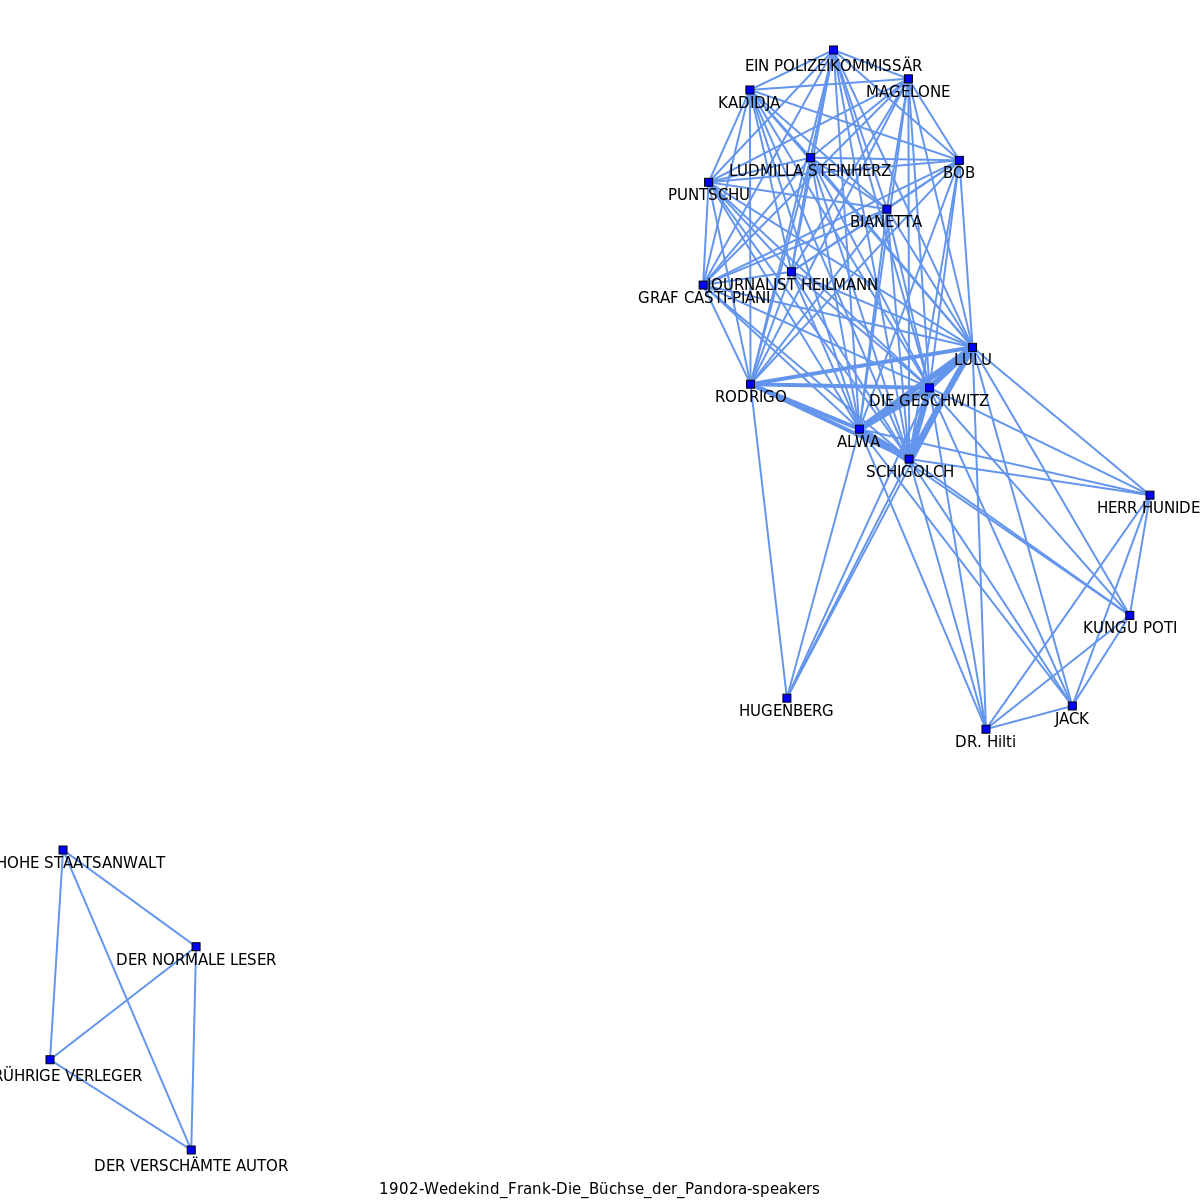 EIN POLIZEIKOMMISSÄR
MAGELONE
KADIDJA
LUDMILLA STEINHERZ
BOB
PUNTSCHU
BIANETTA
JOURNALIST HEILMANN
GRAF CASTI-PIANI
LULU
RODRIGO
DIE GESCHWITZ
ALWA
SCHIGOLCH
HERR HUNIDE
KUNGU POTI
HUGENBERG
JACK
DR. Hilti
HOHE STAATSANWALT
DER NORMALE LESER
RÜHRIGE VERLEGER
DER VERSCHÄMTE AUTOR
1902-Wedekind_Frank-Die_Büchse_der_Pandora-speakers